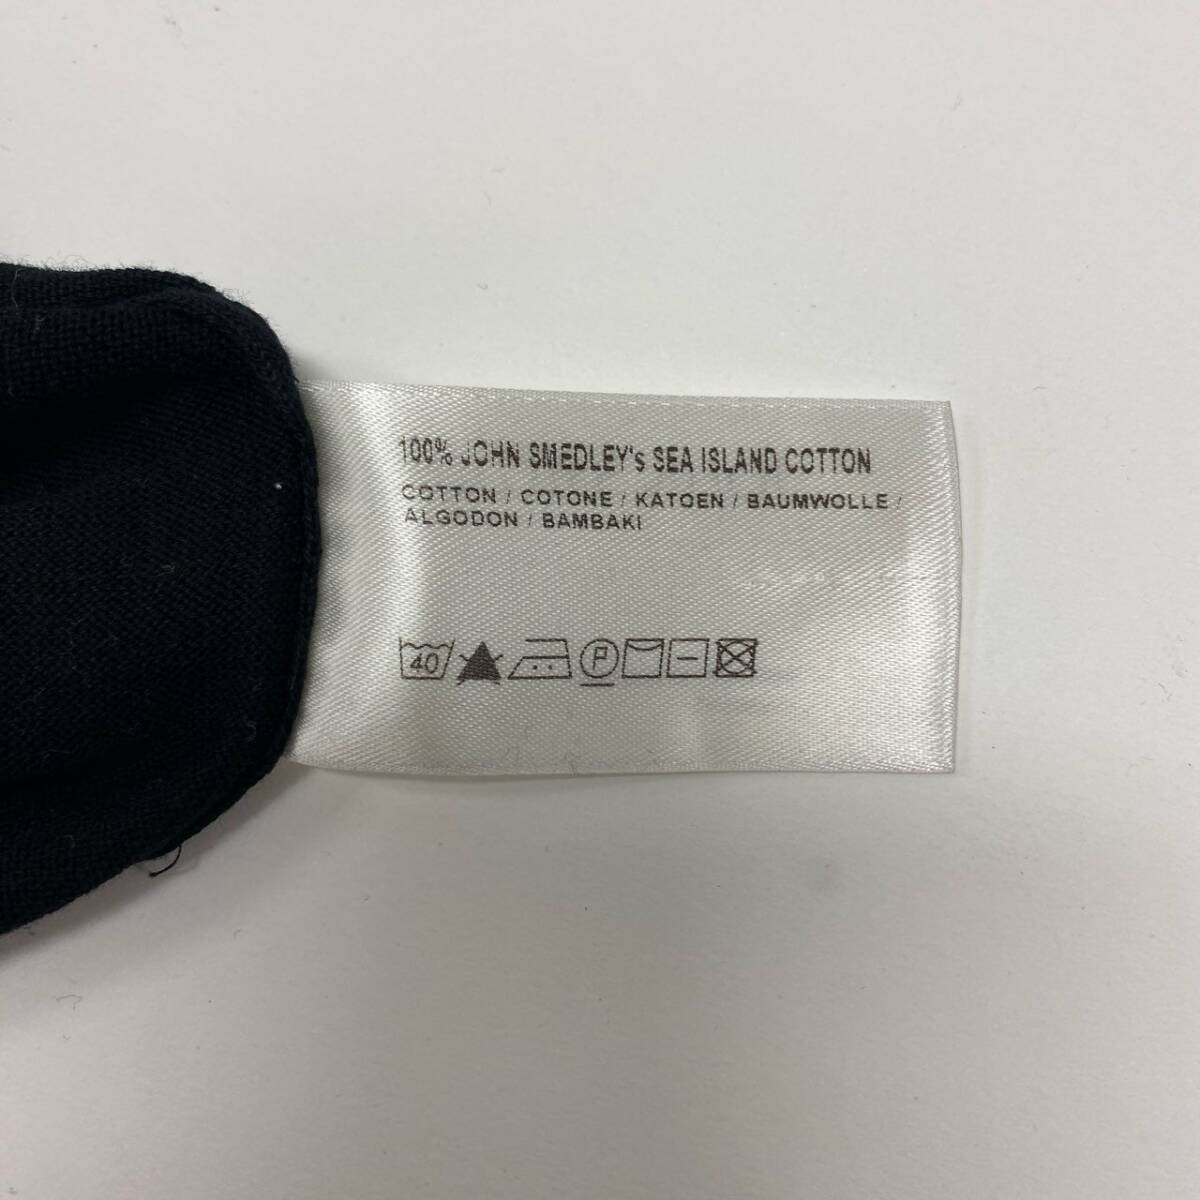 100% JOHN SMEDLEY's SEA ISLAND COTTON
COTTON / COTONE / KATOEN / BAUMWOLLE /
ALGODON / BAMBAKI
40 P